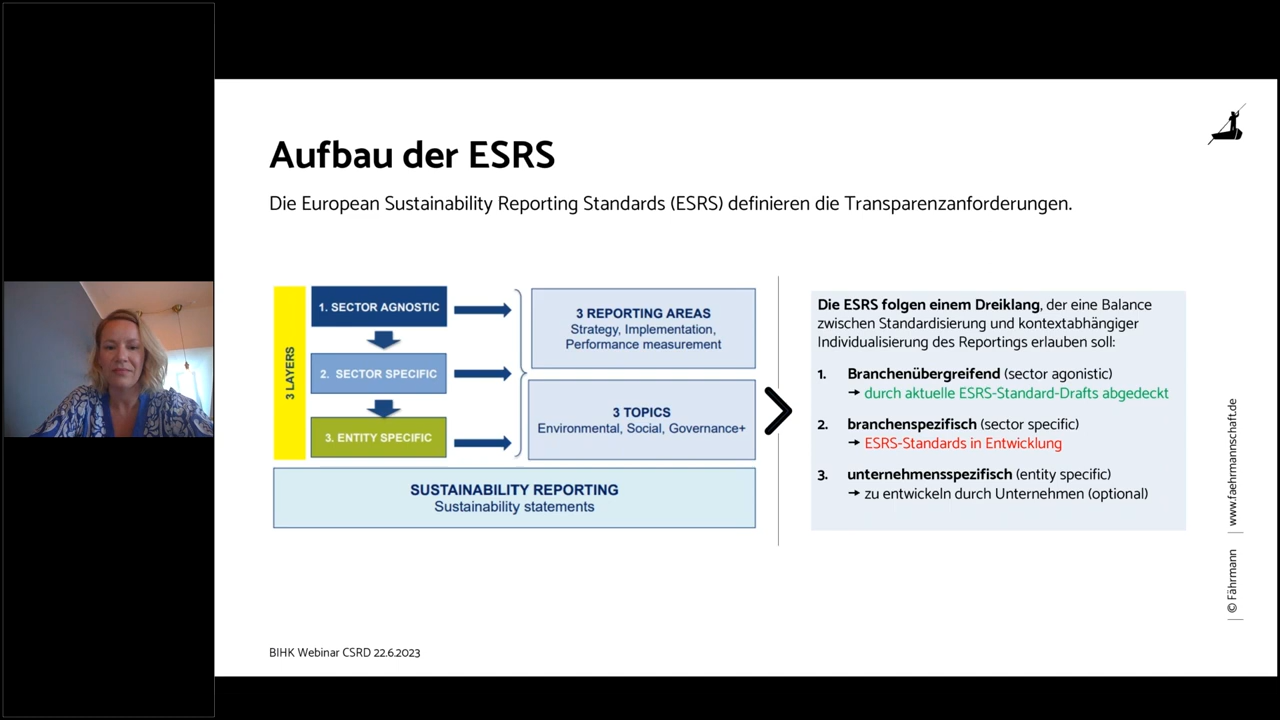 Aufbau der ESRS
Die European Sustainability Reporting Standards (ESRS) definieren die Transparenzanforderungen.
3 LAYERS
1. SECTOR AGNOSTIC
2. SECTOR SPECIFIC
3. ENTITY SPECIFIC
3 REPORTING AREAS
Strategy, Implementation,
Performance measurement
3 TOPICS
Environmental, Social, Governance+
SUSTAINABILITY REPORTING
Sustainability statements
Die ESRS folgen einem Dreiklang, der eine Balance
zwischen Standardisierung und kontextabhängiger
Individualisierung des Reportings erlauben soll:
1. Branchenübergreifend (sector agonistic)
➞ durch aktuelle ESRS-Standard-Drafts abgedeckt
2. branchenspezifisch (sector specific)
➞ ESRS-Standards in Entwicklung
3. unternehmensspezifisch (entity specific)
➞ zu entwickeln durch Unternehmen (optional)
© Fährmann | www.faehrmannschaft.de
BIHK Webinar CSRD 22.6.2023